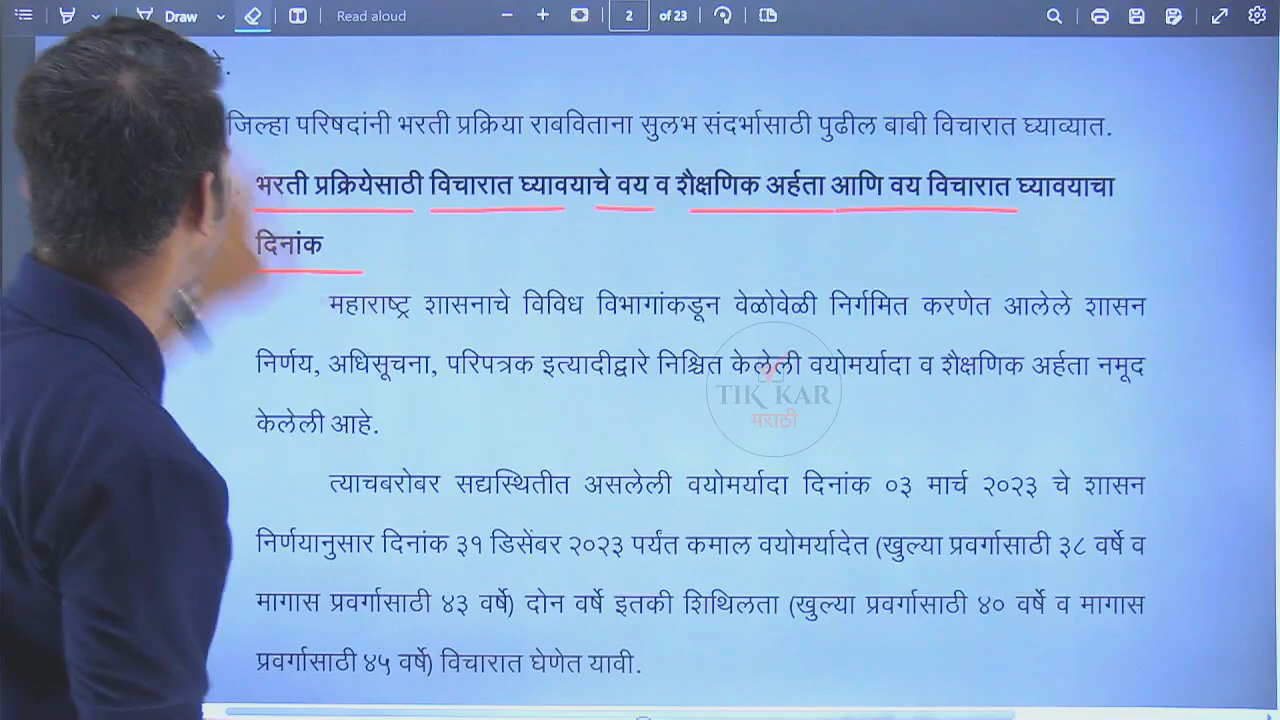 Draw
Read aloud
2 of 23
हे.
जिल्हा परिषदांनी भरती प्रक्रिया राबविताना सुलभ संदर्भासाठी पुढील बाबी विचारात घ्याव्यात.
भरती प्रक्रियेसाठी विचारात घ्यावयाचे वय व शैक्षणिक अर्हता आणि वय विचारात घ्यावयाचा
दिनांक
महाराष्ट्र शासनाचे विविध विभागांकडून वेळोवेळी निर्गमित करणेत आलेले शासन
निर्णय, अधिसूचना, परिपत्रक इत्यादीद्वारे निश्चित केलेली वयोमर्यादा व शैक्षणिक अर्हता नमूद
केलेली आहे.
TIK KAR
मराठी
त्याचबरोबर सद्यस्थितीत असलेली वयोमर्यादा दिनांक ०३ मार्च २०२३ चे शासन
निर्णयानुसार दिनांक ३१ डिसेंबर २०२३ पर्यंत कमाल वयोमर्यादेत (खुल्या प्रवर्गासाठी ३८ वर्षे व
मागास प्रवर्गासाठी ४३ वर्षे) दोन वर्षे इतकी शिथिलता (खुल्या प्रवर्गासाठी ४० वर्षे व मागास
प्रवर्गासाठी ४५ वर्षे) विचारात घेणेत यावी.